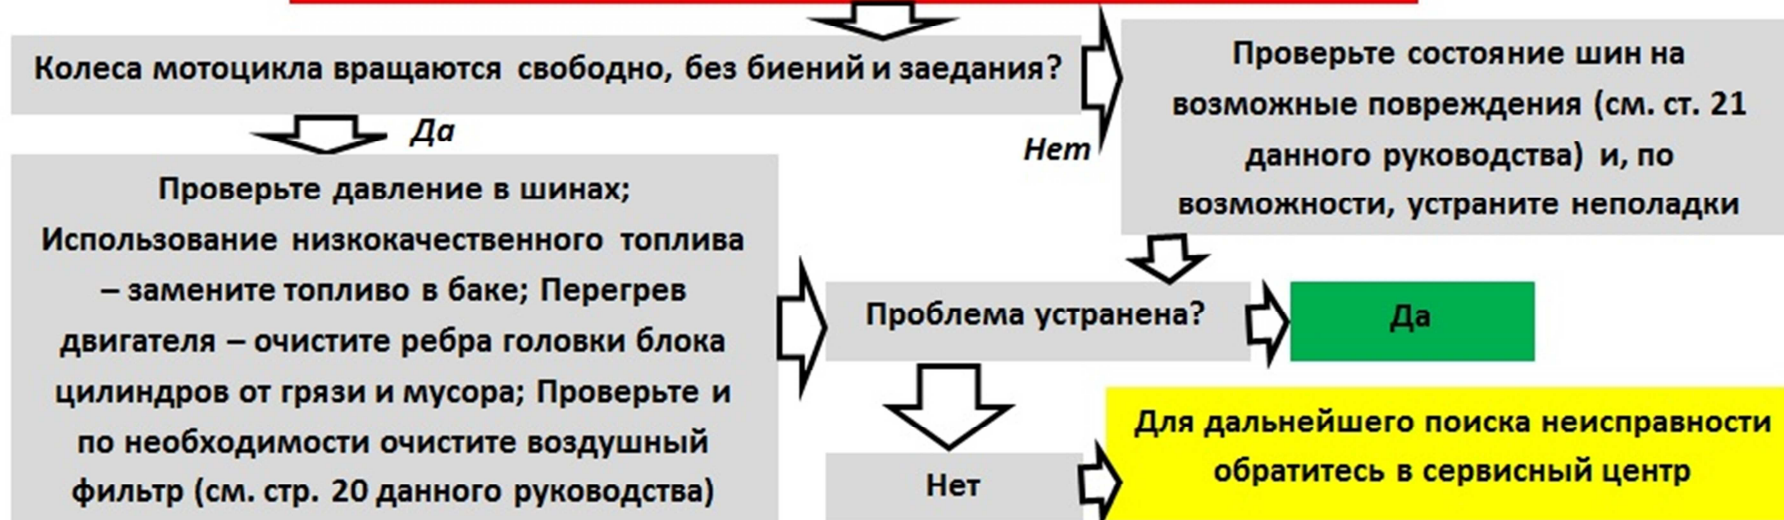 Колеса мотоцикла вращаются свободно, без биений и заедания?
Да
Нет
Проверьте состояние шин на
возможные повреждения (см. ст. 21
данного руководства) и, по
возможности, устраните неполадки
Проверьте давление в шинах;
Использование низкокачественного топлива
– замените топливо в баке; Перегрев
двигателя – очистите ребра головки блока
цилиндров от грязи и мусора; Проверьте и
по необходимости очистите воздушный
фильтр (см. стр. 20 данного руководства)
Проблема устранена?
Да
Нет
Для дальнейшего поиска неисправности
обратитесь в сервисный центр